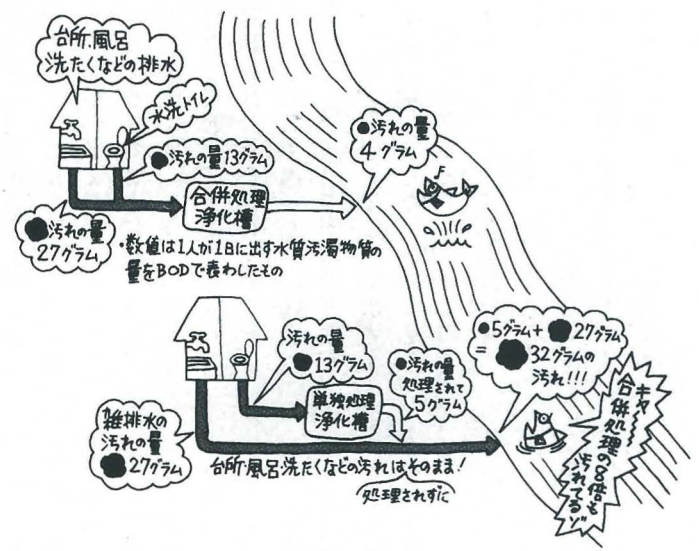 台所、風呂
洗たくなどの排水
水洗トイレ
●汚れの量13グラム
●汚れの量
27グラム
合併処理
浄化槽
●汚れの量
4グラム
・数値は1人が1日に出す水質汚濁物質の
量をBODで表わしたもの
汚れの量
●13グラム
単独処理
浄化槽
●汚れの量
処理されて
5グラム
雑排水の
汚れの量
●27グラム
台所・風呂・洗たくなどの汚れはそのまま!
処理されずに
●5グラム+●27グラム
=●32グラムの
汚れ!!!
キャー
合併処理の8倍も
汚れてるゾ